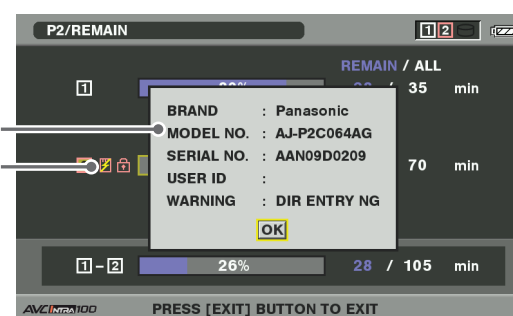 P2/REMAIN 1 2
REMAIN / ALL
1 / 35 min
BRAND : Panasonic
MODEL NO. : AJ-P2C064AG
SERIAL NO. : AAN09D0209
USER ID :
WARNING : DIR ENTRY NG
OK
70 min
1-2 26% 28 / 105 min
AVC INTRA 100 PRESS [EXIT] BUTTON TO EXIT